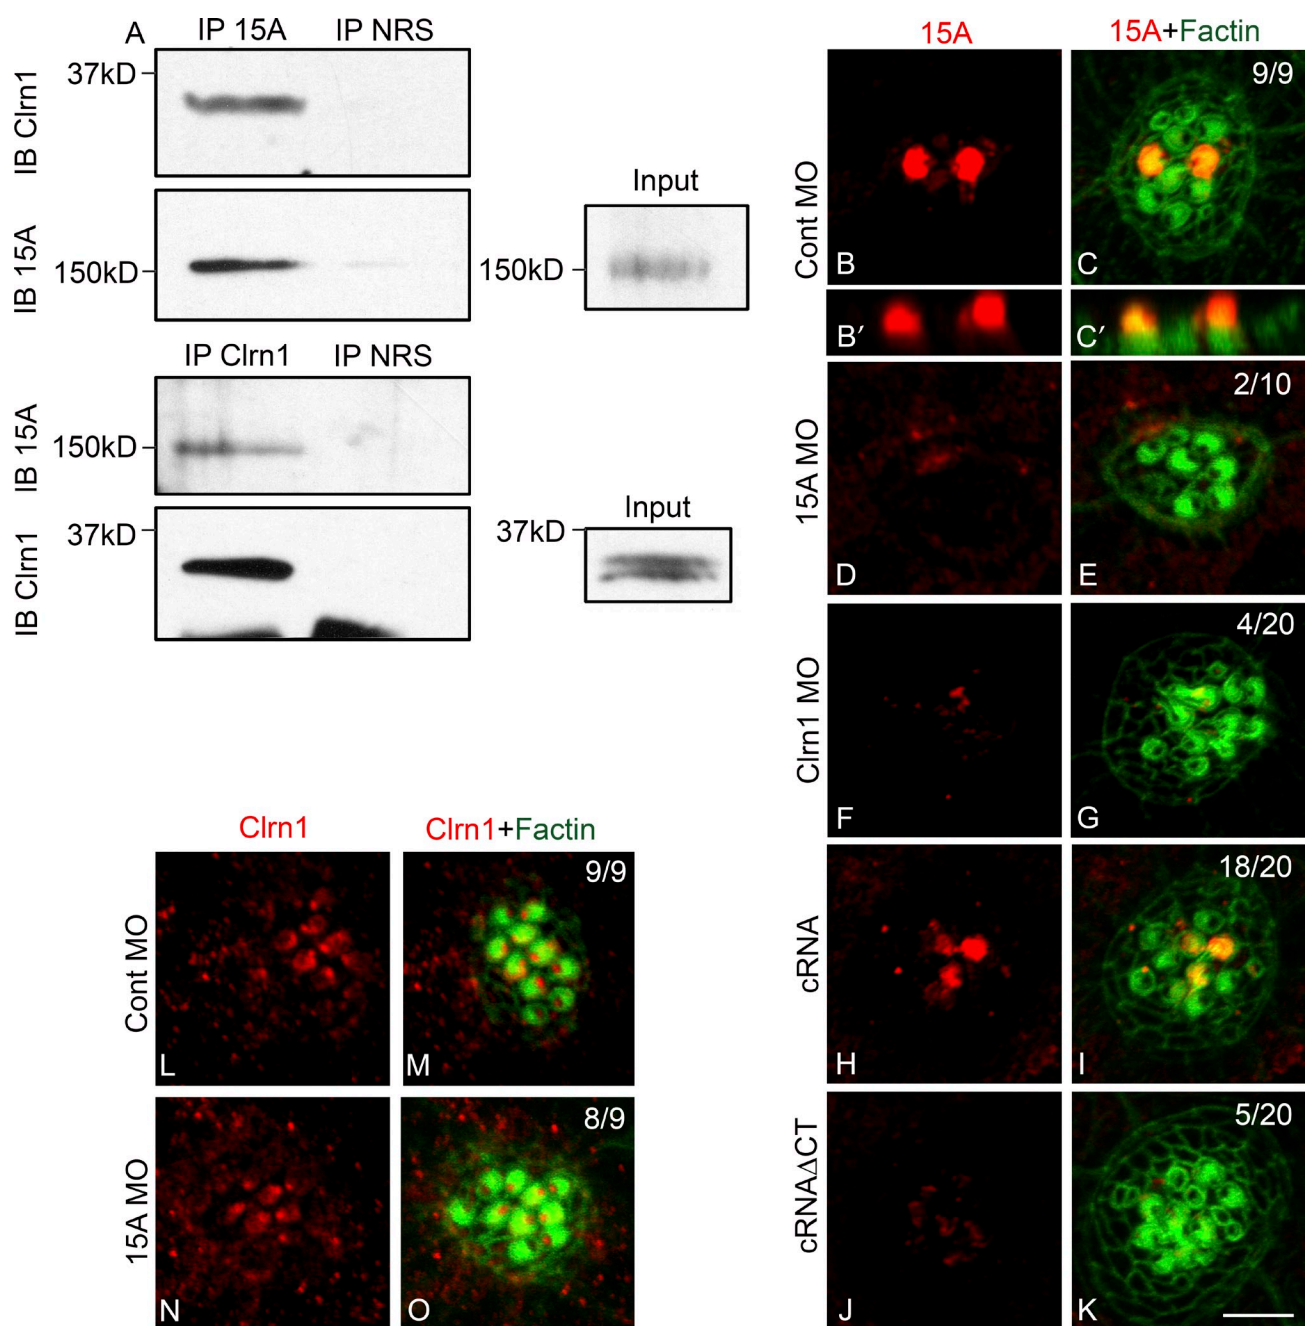 A
IP 15A IP NRS
IB Clrn1
37kD
IB 15A
150kD
Input
150kD
IP Clrn1 IP NRS
IB 15A
150kD
IB Clrn1
37kD
Input
37kD
15A 15A+Factin
Cont MO
B
C 9/9
B′
C′
15A MO
D
E 2/10
Clrn1 MO
F
G 4/20
cRNA
H
I 18/20
cRNAΔCT
J
K 5/20
Clrn1 Clrn1+Factin
Cont MO
L
M 9/9
15A MO
N
O 8/9